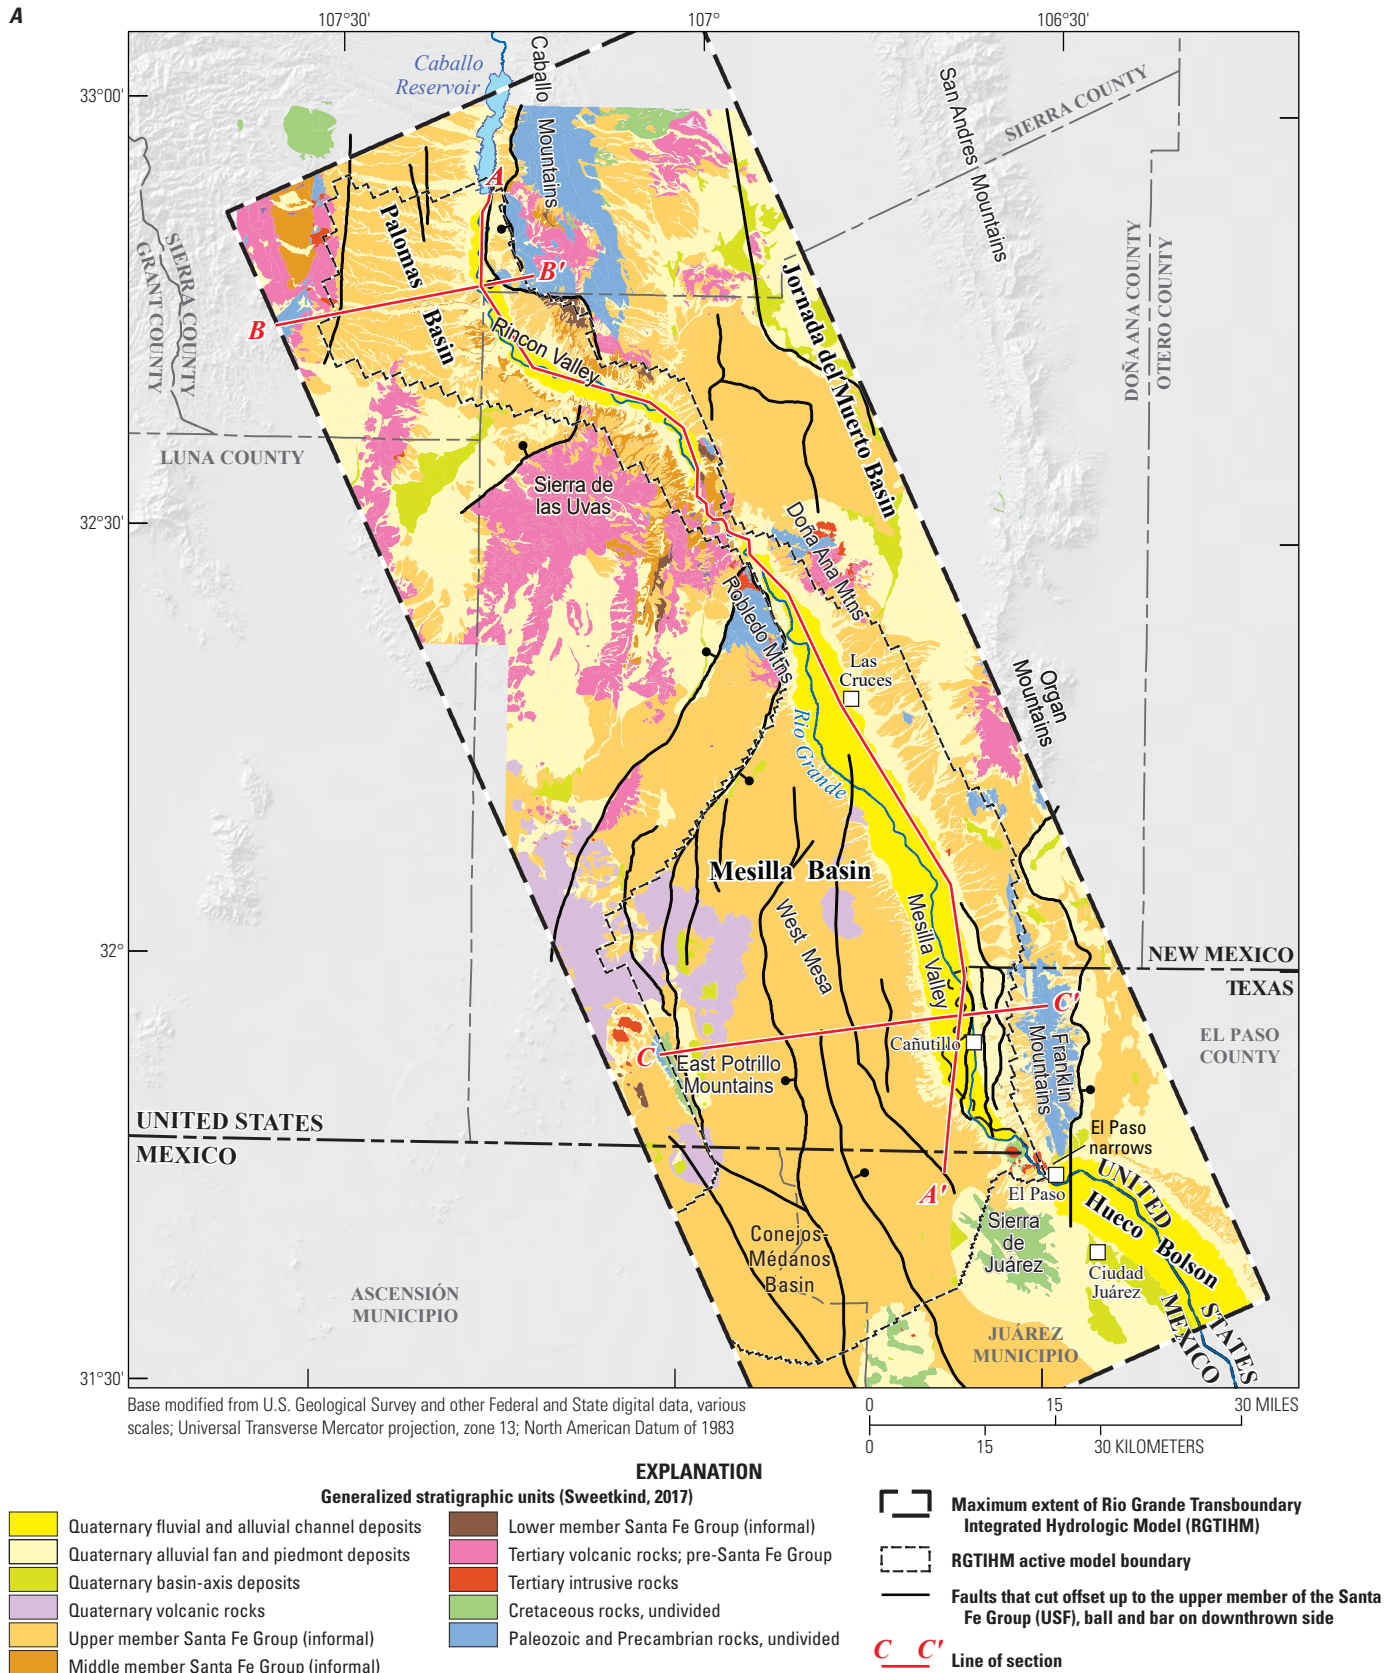 A
107°30'
107°
106°30'
33°00'
32°30'
32°
31°30'
Caballo
Reservoir
Caballo Mountains
San Andres Mountains
SIERRA COUNTY
SIERRA COUNTY
GRANT COUNTY
DOÑA ANA COUNTY
OTERO COUNTY
A
Palomas
Basin
B'
B
Rincon Valley
Jornada del Muerto Basin
LUNA COUNTY
Sierra de
las Uvas
Doña Ana Mtns
Robledo Mtns
Las
Cruces
Organ
Mountains
Rio Grande
Mesilla Basin
West Mesa
Mesilla Valley
NEW MEXICO
TEXAS
C'
C
Cañutillo
EL PASO
COUNTY
East Potrillo
Mountains
Franklin
Mountains
UNITED STATES
MEXICO
El Paso
narrows
A'
El Paso
UNITED STATES
Hueco Bolson
Sierra
de
Juárez
Ciudad
Juárez
MEXICO
Conejos-
Médanos
Basin
ASCENSIÓN
MUNICIPIO
JUÁREZ
MUNICIPIO
Base modified from U.S. Geological Survey and other Federal and State digital data, various
scales; Universal Transverse Mercator projection, zone 13; North American Datum of 1983
0 15 30 MILES
0 15 30 KILOMETERS
EXPLANATION
Generalized stratigraphic units (Sweetkind, 2017)
Quaternary fluvial and alluvial channel deposits
Quaternary alluvial fan and piedmont deposits
Quaternary basin-axis deposits
Quaternary volcanic rocks
Upper member Santa Fe Group (informal)
Middle member Santa Fe Group (informal)
Lower member Santa Fe Group (informal)
Tertiary volcanic rocks; pre-Santa Fe Group
Tertiary intrusive rocks
Cretaceous rocks, undivided
Paleozoic and Precambrian rocks, undivided
Maximum extent of Rio Grande Transboundary
Integrated Hydrologic Model (RGTIHM)
RGTIHM active model boundary
Faults that cut offset up to the upper member of the Santa
Fe Group (USF), ball and bar on downthrown side
C C'
Line of section